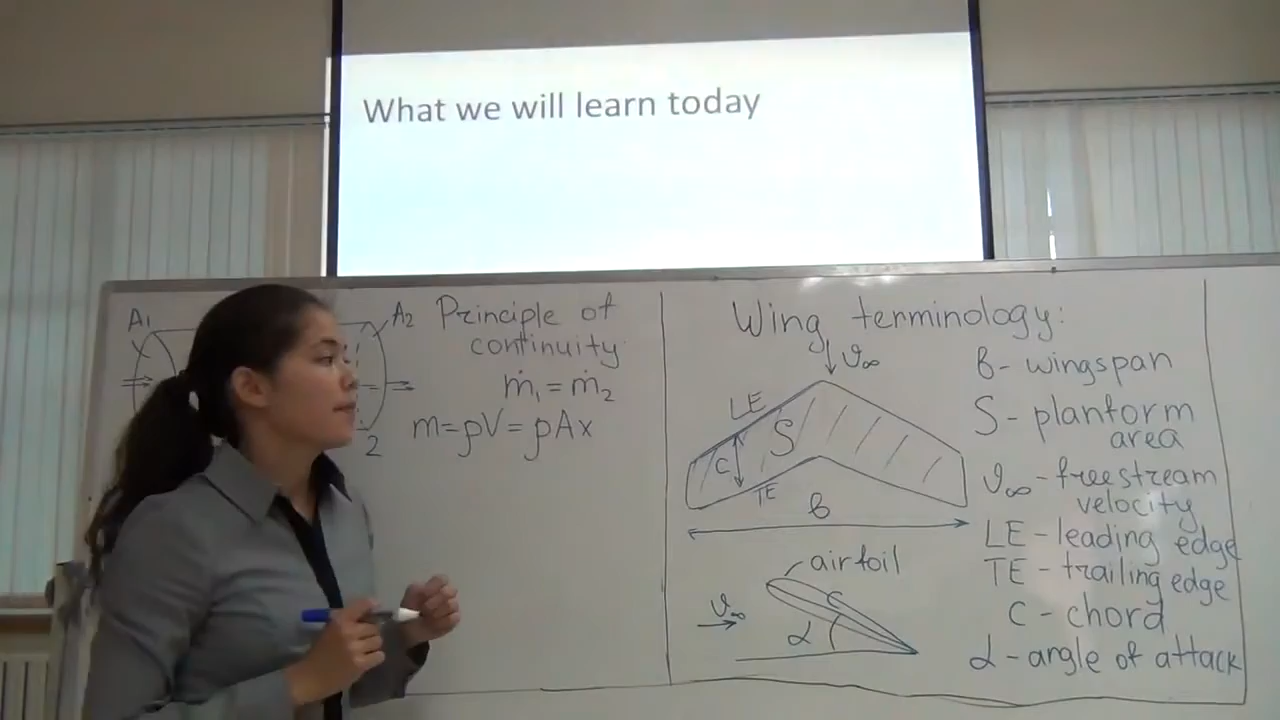 What we will learn today
A₁
A₂
2
Principle of
continuity
ṁ₁ = ṁ₂
m=ρV= ρAx
Wing terminology:
υ∞
LE
S
C
TE
b
airfoil
c
υ∞
α
b - wingspan
S - planform
area
υ∞ - freestream
velocity
LE - leading edge
TE - trailing edge
C - chord
α - angle of attack